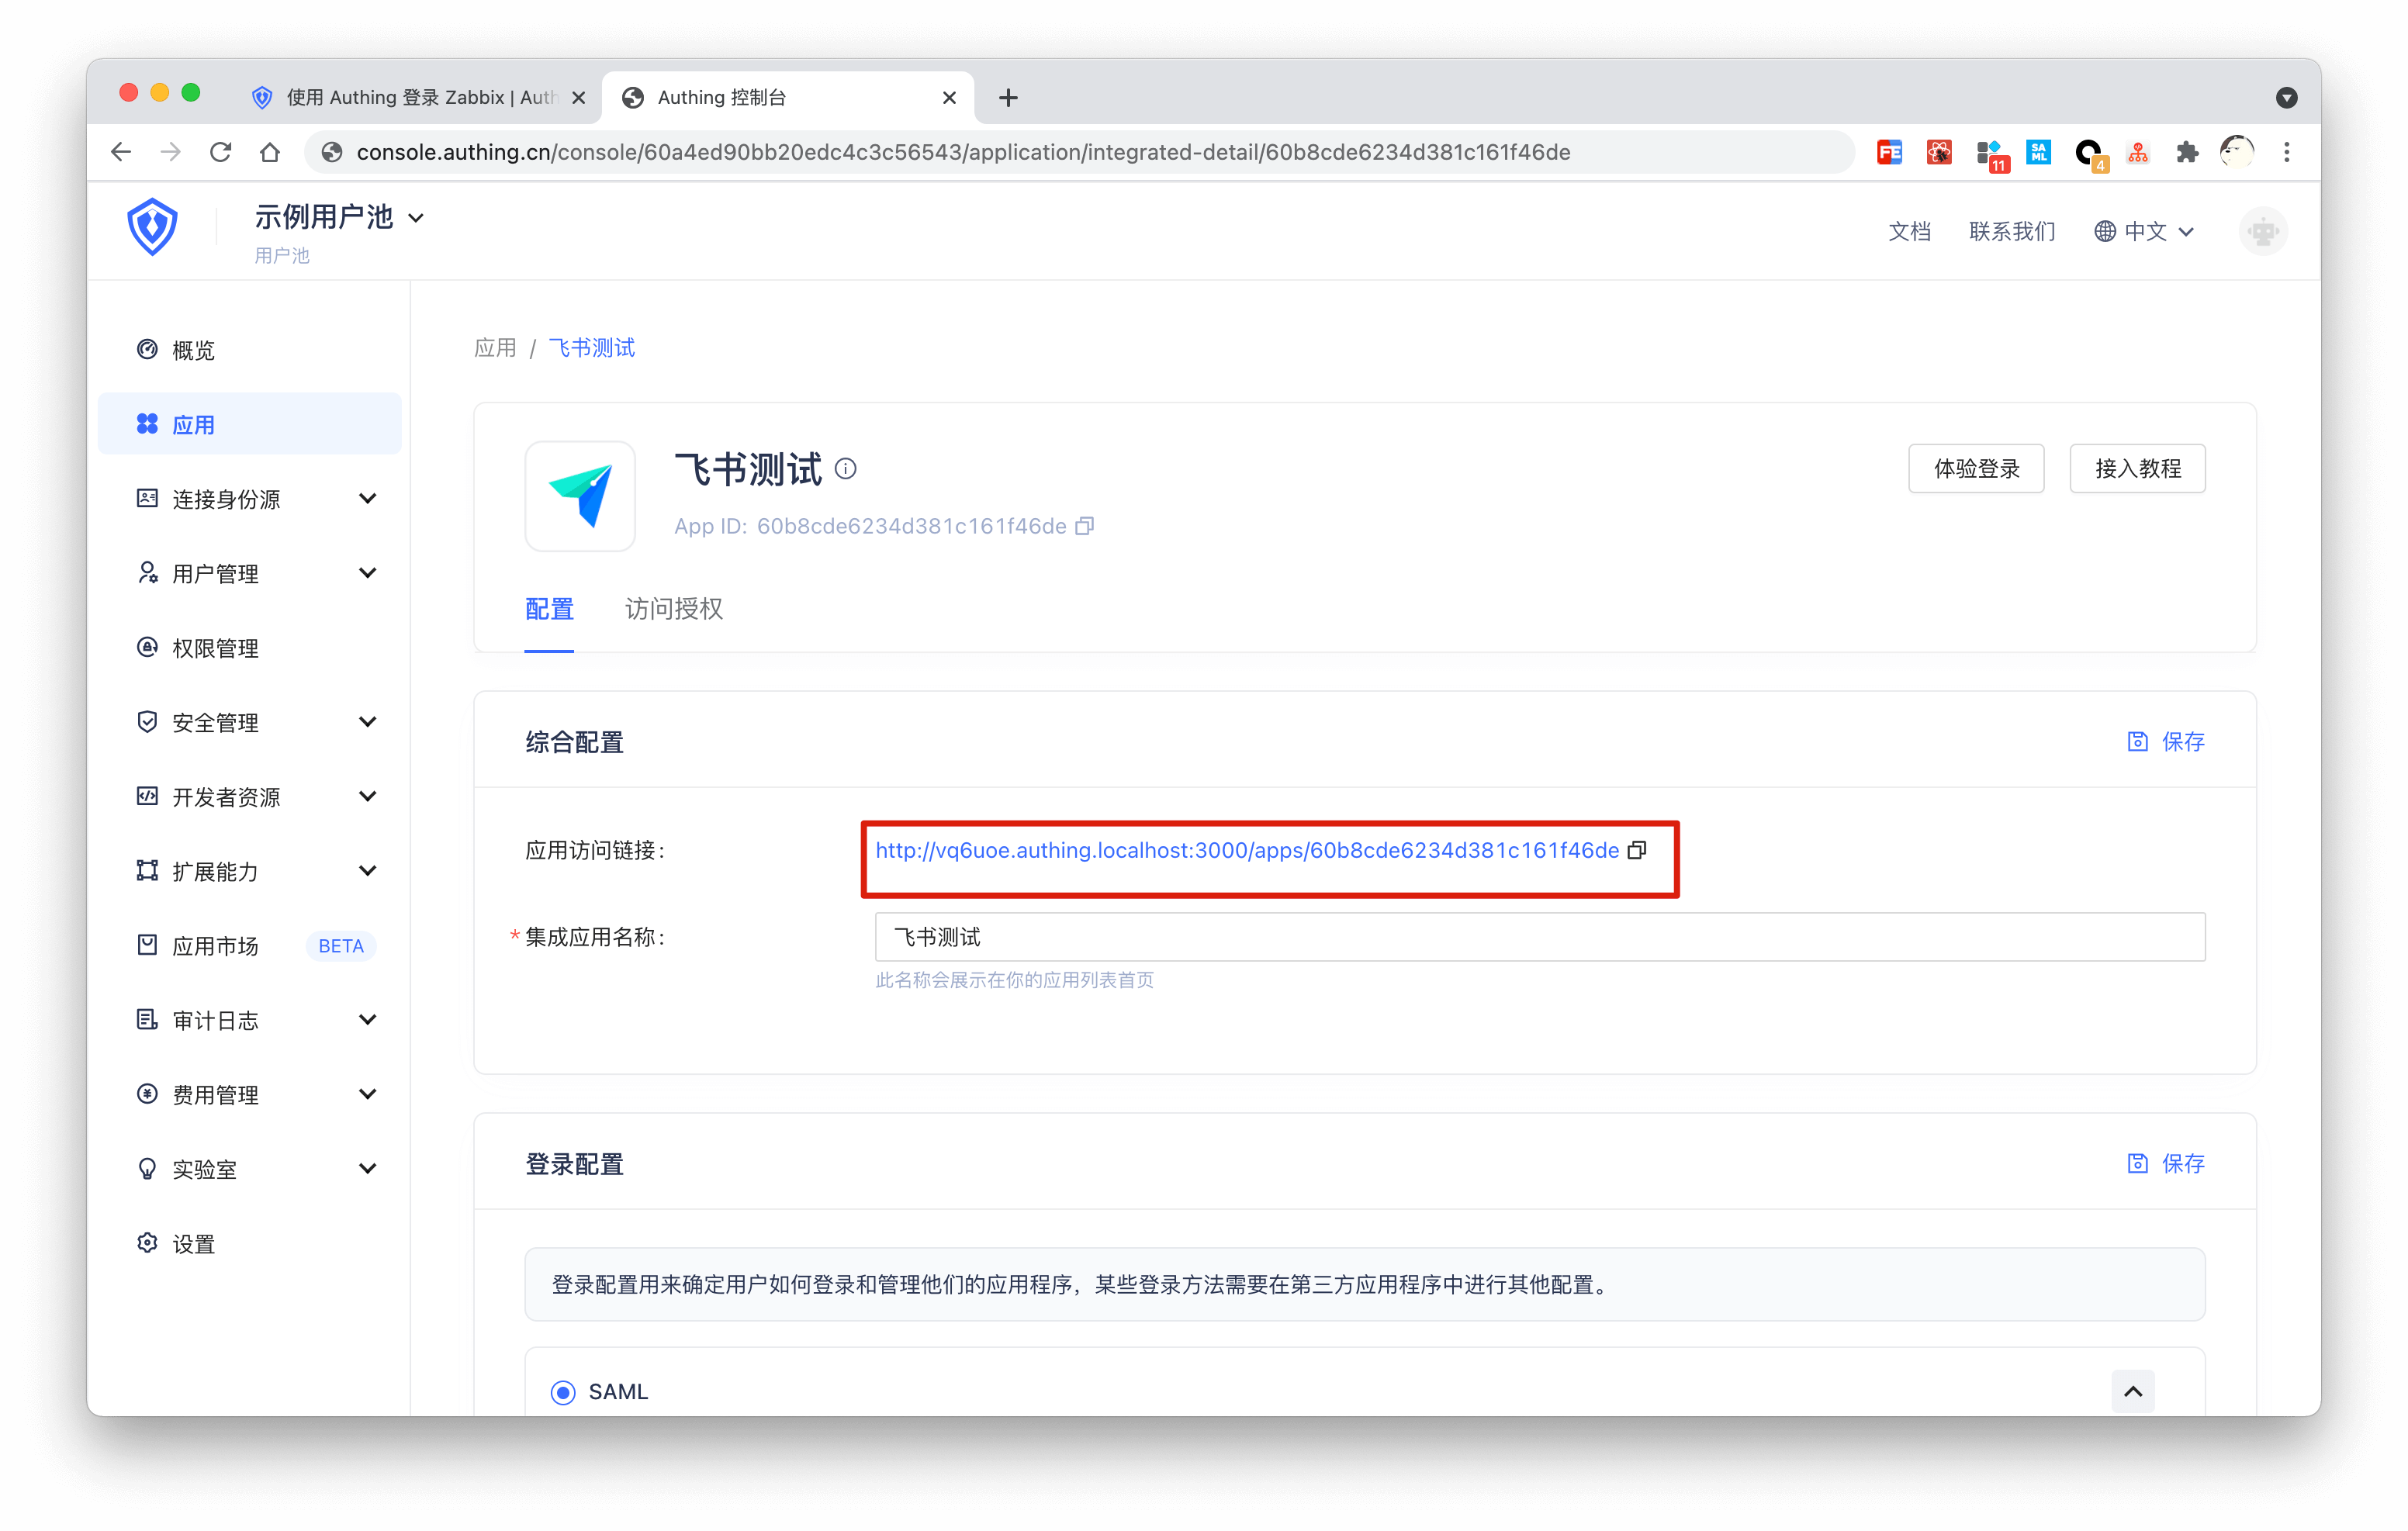 使用 Authing 登录 Zabbix | Auth
Authing 控制台
console.authing.cn/console/60a4ed90bb20edc4c3c56543/application/integrated-detail/60b8cde6234d381c161f46de
FE
11
SA
ML
4
示例用户池
用户池
文档
联系我们
中文
概览
应用
连接身份源
用户管理
权限管理
安全管理
开发者资源
扩展能力
应用市场 BETA
审计日志
费用管理
实验室
设置
应用 / 飞书测试
飞书测试
App ID: 60b8cde6234d381c161f46de
体验登录
接入教程
配置
访问授权
综合配置
保存
应用访问链接:
http://vq6uoe.authing.localhost:3000/apps/60b8cde6234d381c161f46de
* 集成应用名称:
飞书测试
此名称会展示在你的应用列表首页
登录配置
保存
登录配置用来确定用户如何登录和管理他们的应用程序，某些登录方法需要在第三方应用程序中进行其他配置。
SAML